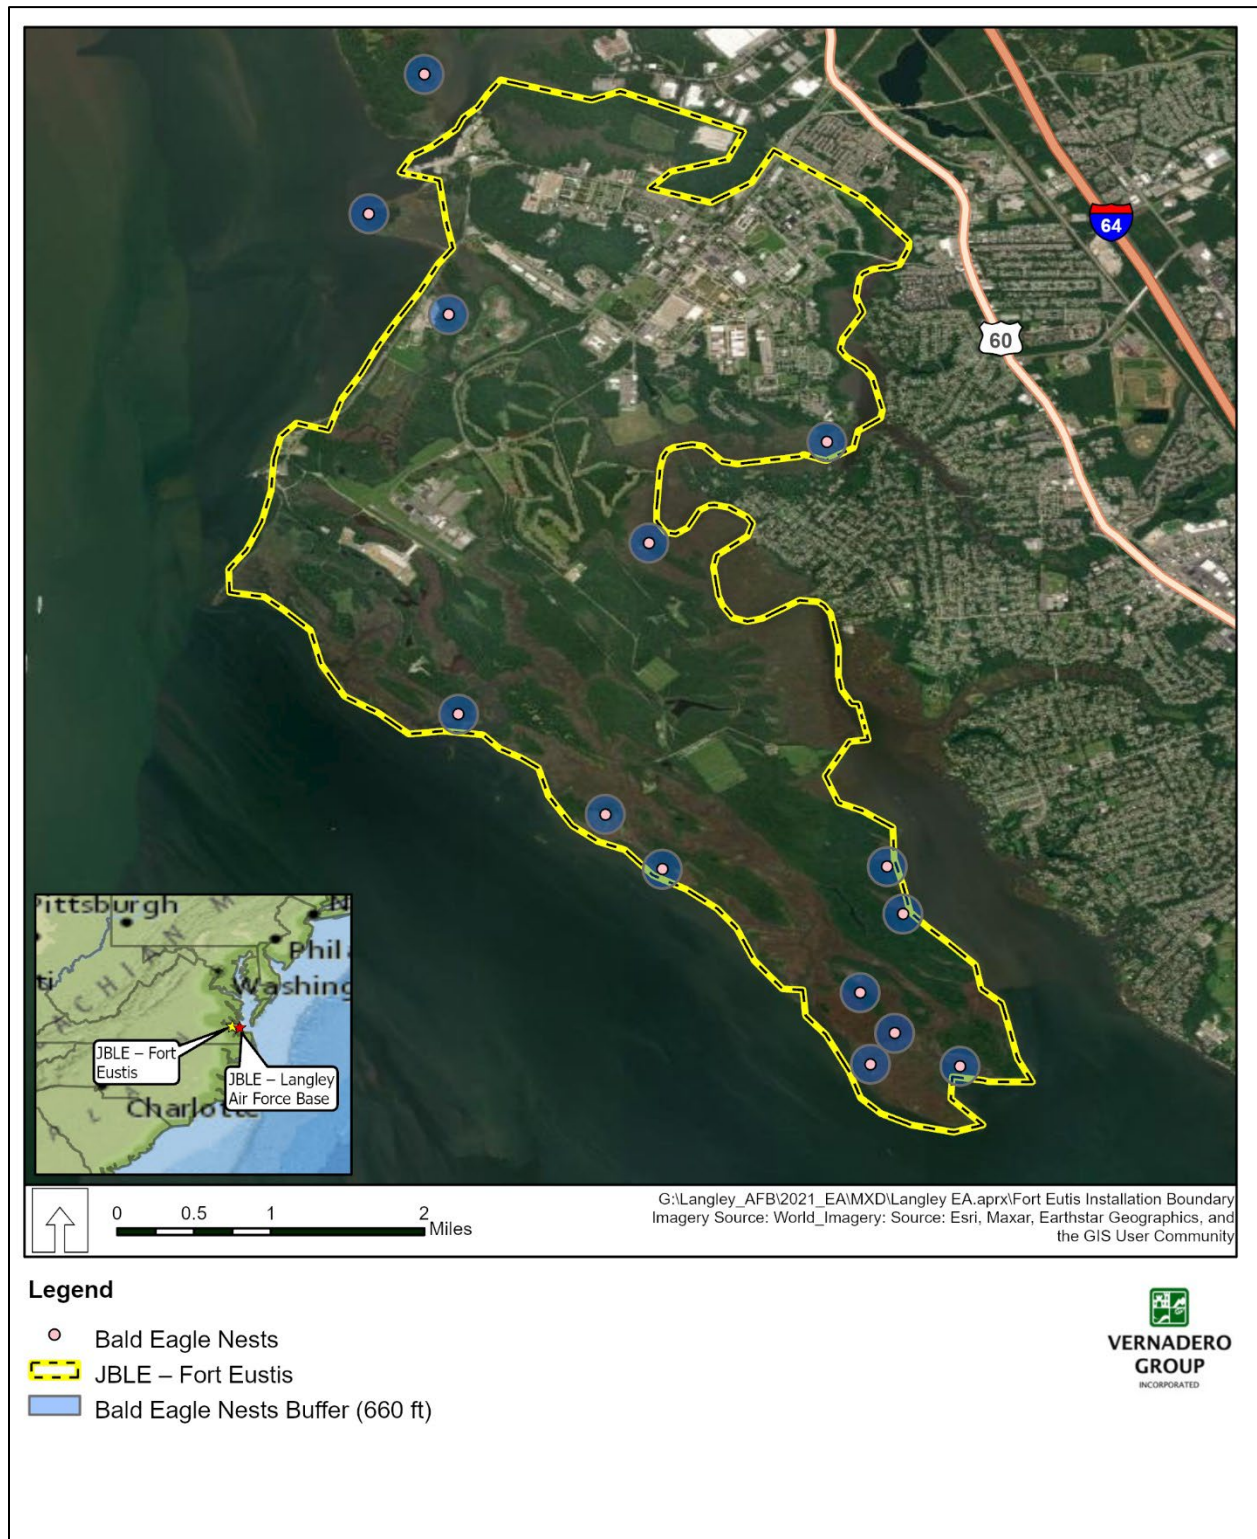 64
60
Pittsburgh
Phil
Washing
JBLE – Fort
Eustis
JBLE – Langley
Air Force Base
Charlotte
0 0.5 1 2
Miles
G:\Langley_AFB\2021_EA\MXD\Langley EA.aprx\Fort Eutis Installation Boundary
Imagery Source: World_Imagery: Source: Esri, Maxar, Earthstar Geographics, and
the GIS User Community
Legend
Bald Eagle Nests
JBLE – Fort Eustis
Bald Eagle Nests Buffer (660 ft)
VERNADERO
GROUP
INCORPORATED